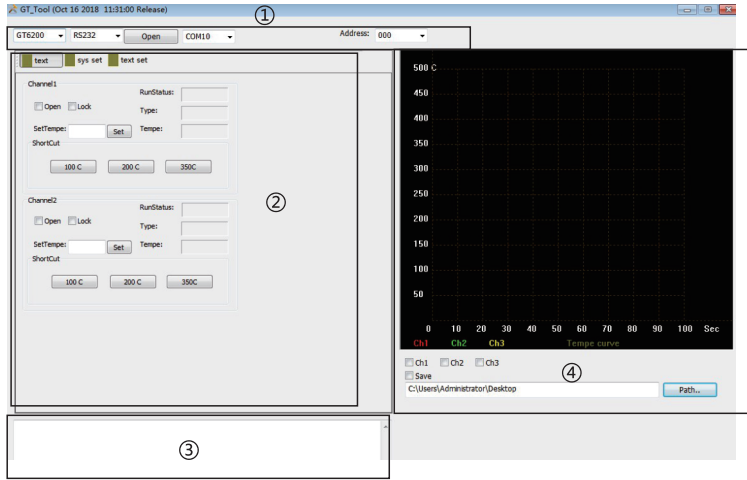 GT_Tool (Oct 16 2018 11:31:00 Release)
①
GT6200 RS232 Open COM10 Address: 000
text sys set text set
Channel1
RunStatus:
Open Lock
Type:
SetTempe: Set Tempe:
ShortCut
100 C 200 C 350C
②
Channel2
RunStatus:
Open Lock
Type:
SetTempe: Set Tempe:
ShortCut
100 C 200 C 350C
③
500 C
450
400
350
300
250
200
150
100
50
0 10 20 30 40 50 60 70 80 90 100 Sec
Ch1 Ch2 Ch3 Tempe curve
Ch1 Ch2 Ch3
④
Save
C:\Users\Administrator\Desktop Path..